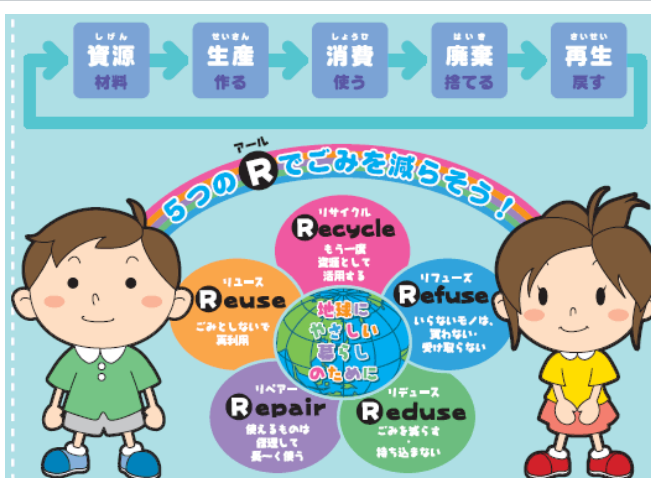 しげん
資源
材料
せいさん
生産
作る
しょうひ
消費
使う
はいき
廃棄
捨てる
さいせい
再生
戻す
アール
5つのRでごみを減らそう!
リサイクル
Recycle
もう一度
資源として
活用する
リユース
Reuse
ごみとしないで
再利用
リフューズ
Refuse
いらないモノは、
買わない・
受け取らない
地球に
やさしい
暮らし
のために
リペアー
Repair
使えるものは
修理して
長〜く使う
リデュース
Reduse
ごみを減らす
・
持ち込まない